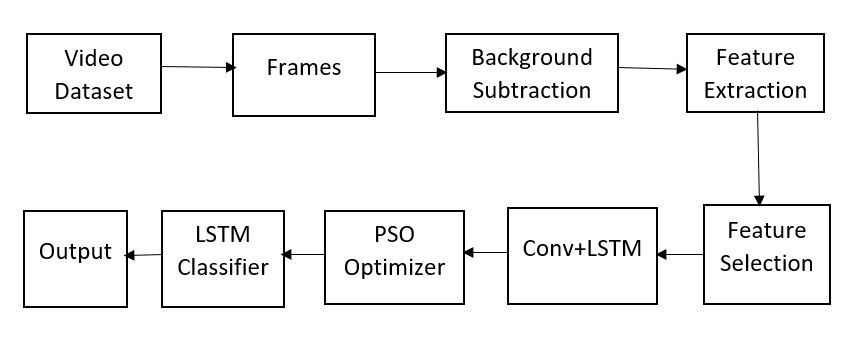 Video
Dataset
Frames
Background
Subtraction
Feature
Extraction
Feature
Selection
Conv+LSTM
PSO
Optimizer
LSTM
Classifier
Output